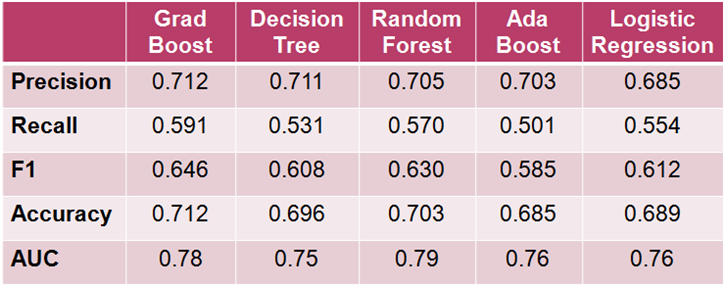 Grad Boost Decision Tree Random Forest Ada Boost Logistic Regression
Precision 0.712 0.711 0.705 0.703 0.685
Recall 0.591 0.531 0.570 0.501 0.554
F1 0.646 0.608 0.630 0.585 0.612
Accuracy 0.712 0.696 0.703 0.685 0.689
AUC 0.78 0.75 0.79 0.76 0.76